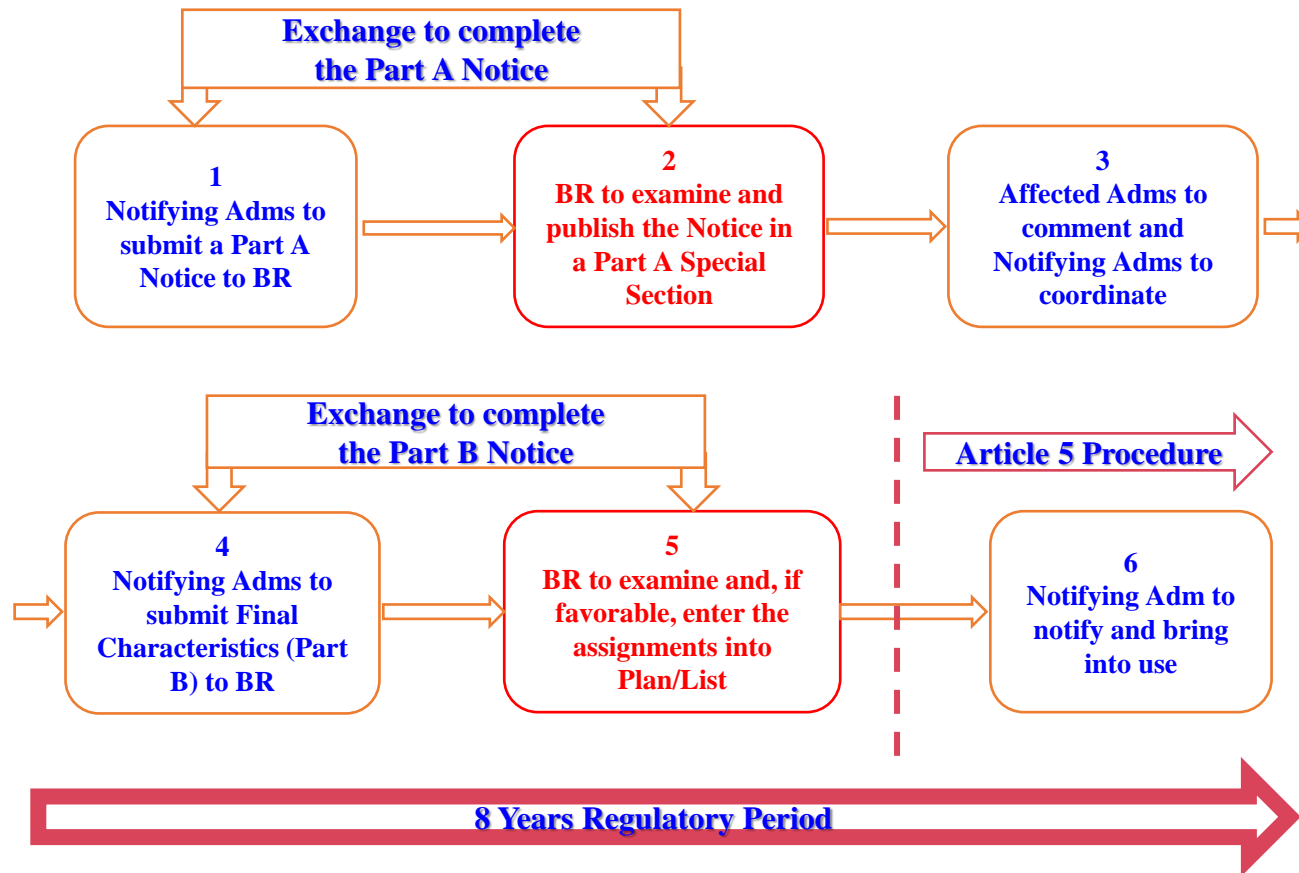 Exchange to complete
the Part A Notice
1
Notifying Adms to
submit a Part A
Notice to BR
2
BR to examine and
publish the Notice in
a Part A Special
Section
3
Affected Adms to
comment and
Notifying Adms to
coordinate
Exchange to complete
the Part B Notice
Article 5 Procedure
4
Notifying Adms to
submit Final
Characteristics (Part
B) to BR
5
BR to examine and, if
favorable, enter the
assignments into
Plan/List
6
Notifying Adm to
notify and bring
into use
8 Years Regulatory Period